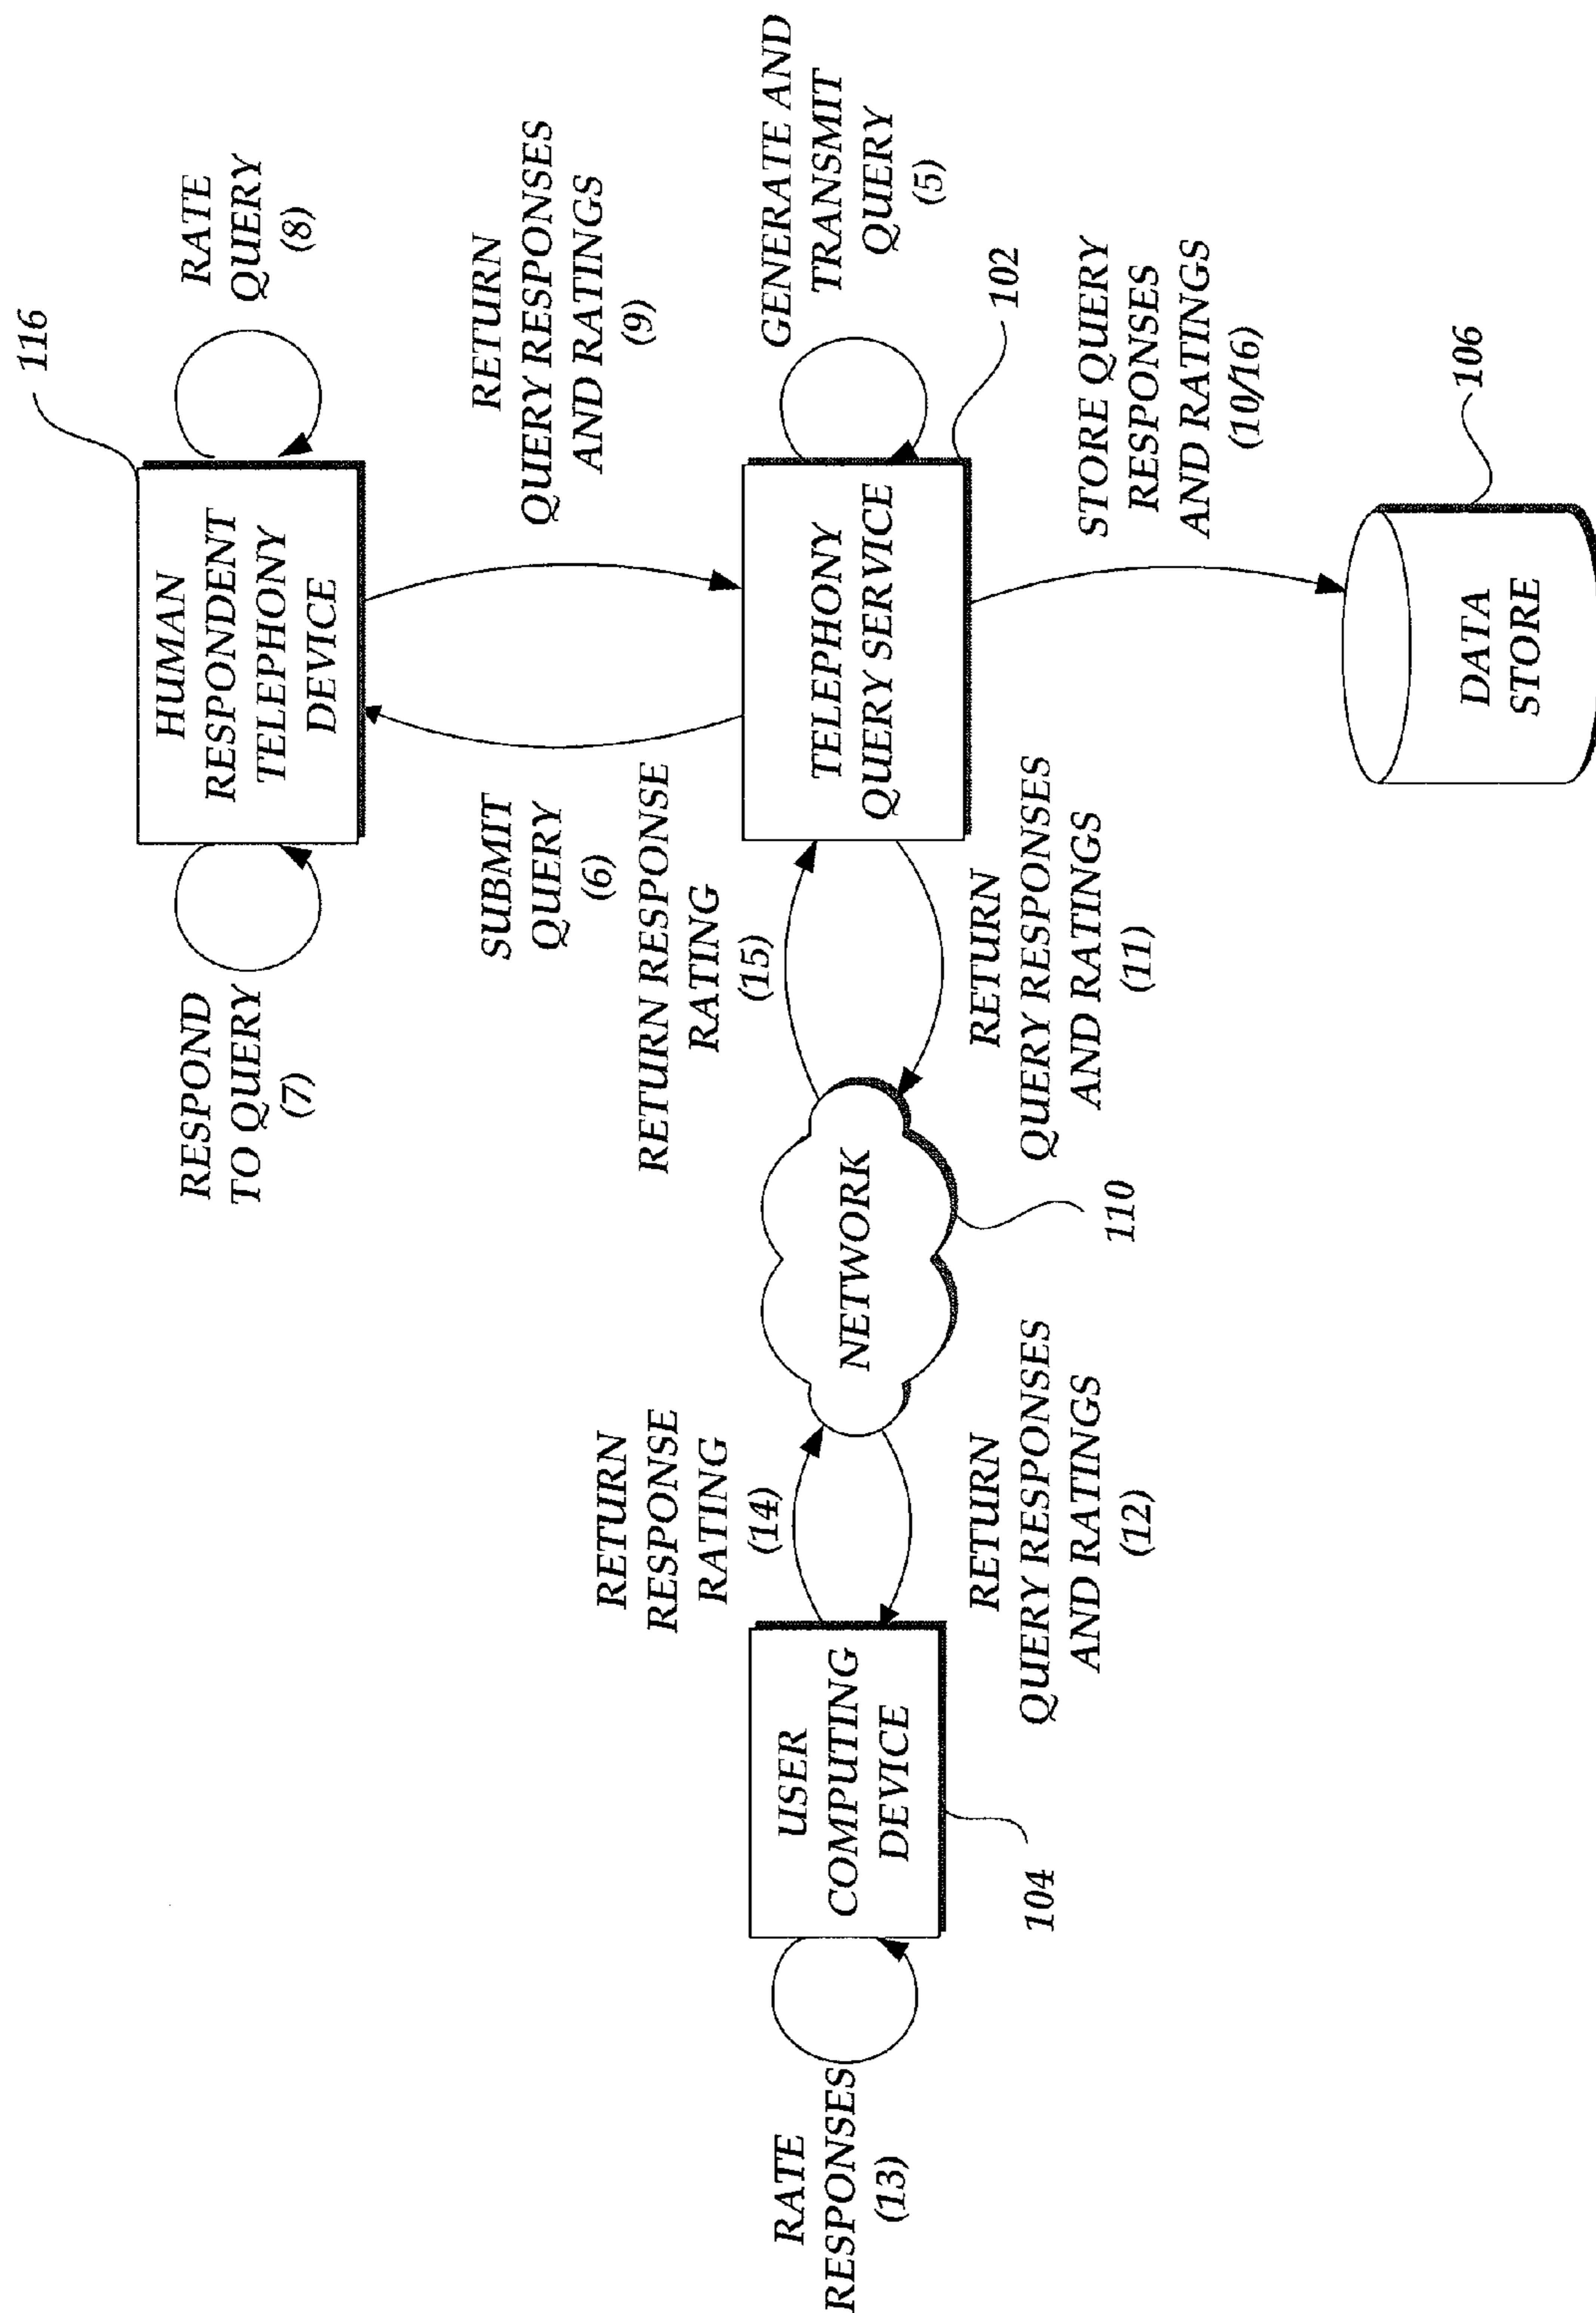 116
HUMAN
RESPONDENT
TELEPHONY
DEVICE
RESPOND
TO QUERY
(7)
RATE
QUERY
(8)
SUBMIT
QUERY
(6)
RETURN
QUERY RESPONSES
AND RATINGS
(9)
RATE
RESPONSES
(13)
USER
COMPUTING
DEVICE
104
RETURN
RESPONSE
RATING
(14)
RETURN
QUERY RESPONSES
AND RATINGS
(12)
NETWORK
110
RETURN RESPONSE
RATING
(15)
RETURN
QUERY RESPONSES
AND RATINGS
(11)
TELEPHONY
QUERY SERVICE
GENERATE AND
TRANSMIT
QUERY
(5)
102
STORE QUERY
RESPONSES
AND RATINGS
(10/16)
DATA
STORE
106